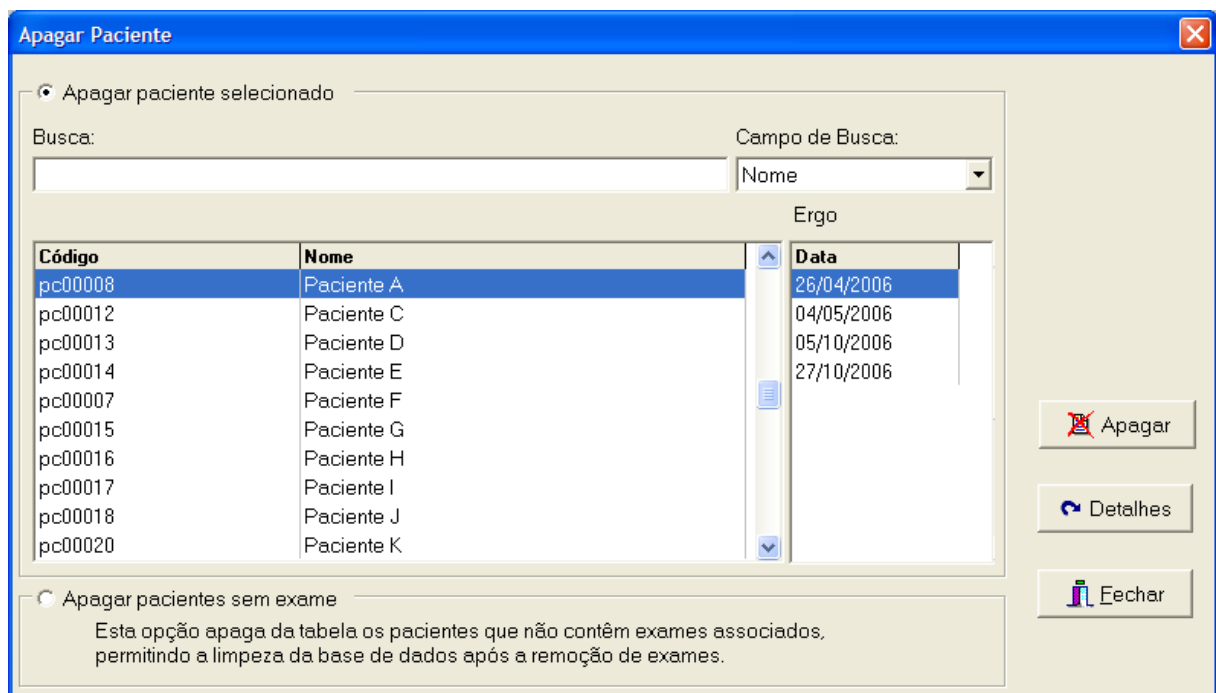 Apagar Paciente
Apagar paciente selecionado
Busca: Campo de Busca:
Nome
Ergo
Código Nome Data
pc00008 Paciente A 26/04/2006
pc00012 Paciente C 04/05/2006
pc00013 Paciente D 05/10/2006
pc00014 Paciente E 27/10/2006
pc00007 Paciente F
pc00015 Paciente G
pc00016 Paciente H
pc00017 Paciente I
pc00018 Paciente J
pc00020 Paciente K
Apagar
Detalhes
Fechar
Apagar pacientes sem exame
Esta opção apaga da tabela os pacientes que não contêm exames associados,
permitindo a limpeza da base de dados após a remoção de exames.